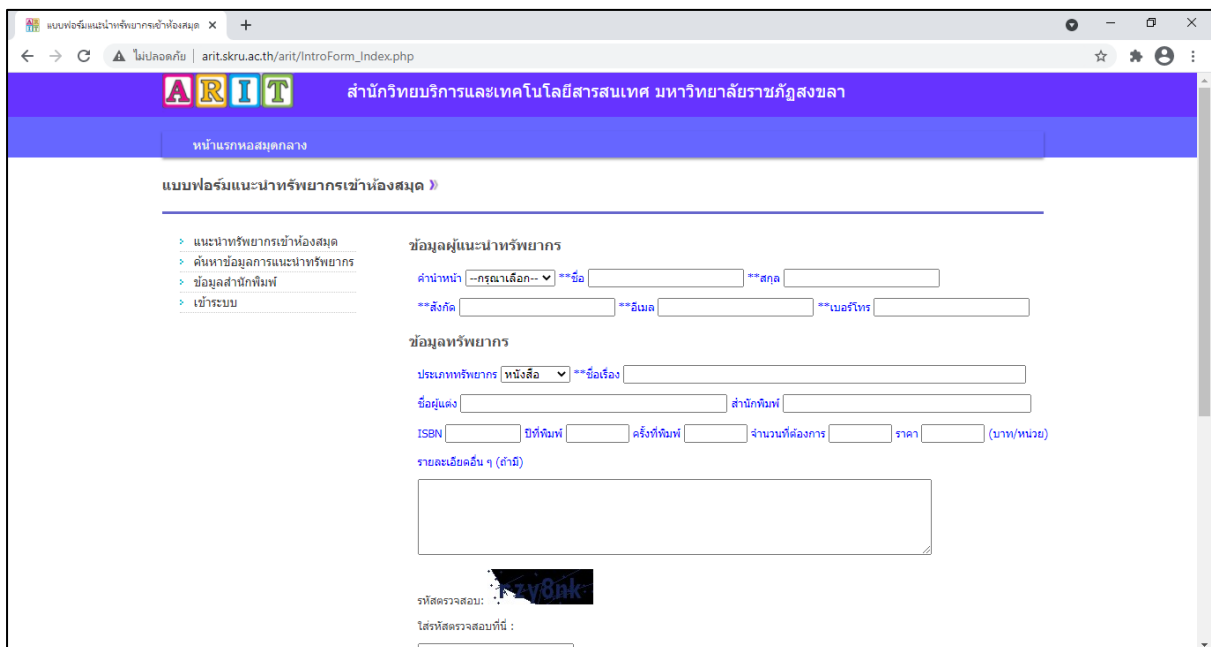 แบบฟอร์มแนะนำทรัพยากรเข้าห้องสมุด
ไม่ปลอดภัย arit.skru.ac.th/arit/IntroForm_Index.php
ARIT สำนักวิทยบริการและเทคโนโลยีสารสนเทศ มหาวิทยาลัยราชภัฏสงขลา
หน้าแรกหอสมุดกลาง
แบบฟอร์มแนะนำทรัพยากรเข้าห้องสมุด
แนะนำทรัพยากรเข้าห้องสมุด
ค้นหาข้อมูลการแนะนำทรัพยากร
ข้อมูลสำนักพิมพ์
เข้าระบบ
ข้อมูลผู้แนะนำทรัพยากร
คำนำหน้า --กรุณาเลือก-- **ชื่อ **สกุล
**สังกัด **อีเมล **เบอร์โทร
ข้อมูลทรัพยากร
ประเภททรัพยากร หนังสือ **ชื่อเรื่อง
ชื่อผู้แต่ง สำนักพิมพ์
ISBN ปีที่พิมพ์ ครั้งที่พิมพ์ จำนวนที่ต้องการ ราคา (บาท/หน่วย)
รายละเอียดอื่น ๆ (ถ้ามี)
รหัสตรวจสอบ: rzy8nk
ใส่รหัสตรวจสอบที่นี่ :